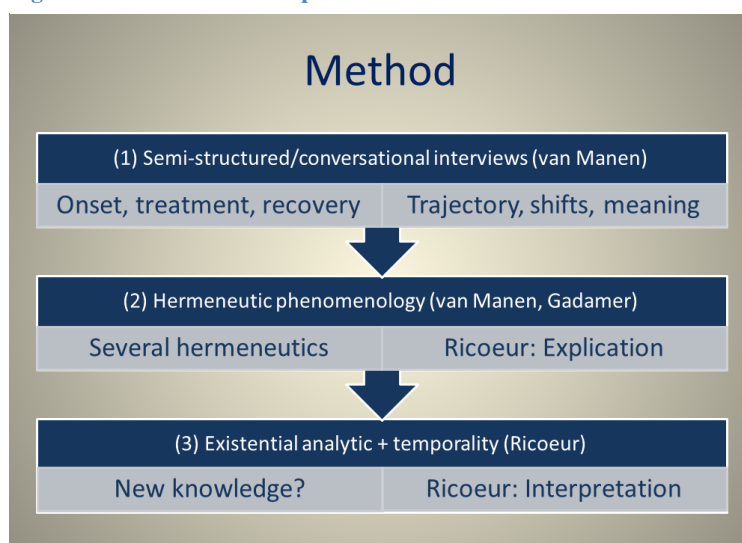 Method
(1) Semi-structured/conversational interviews (van Manen)
Onset, treatment, recovery
Trajectory, shifts, meaning
(2) Hermeneutic phenomenology (van Manen, Gadamer)
Several hermeneutics
Ricoeur: Explication
(3) Existential analytic + temporality (Ricoeur)
New knowledge?
Ricoeur: Interpretation